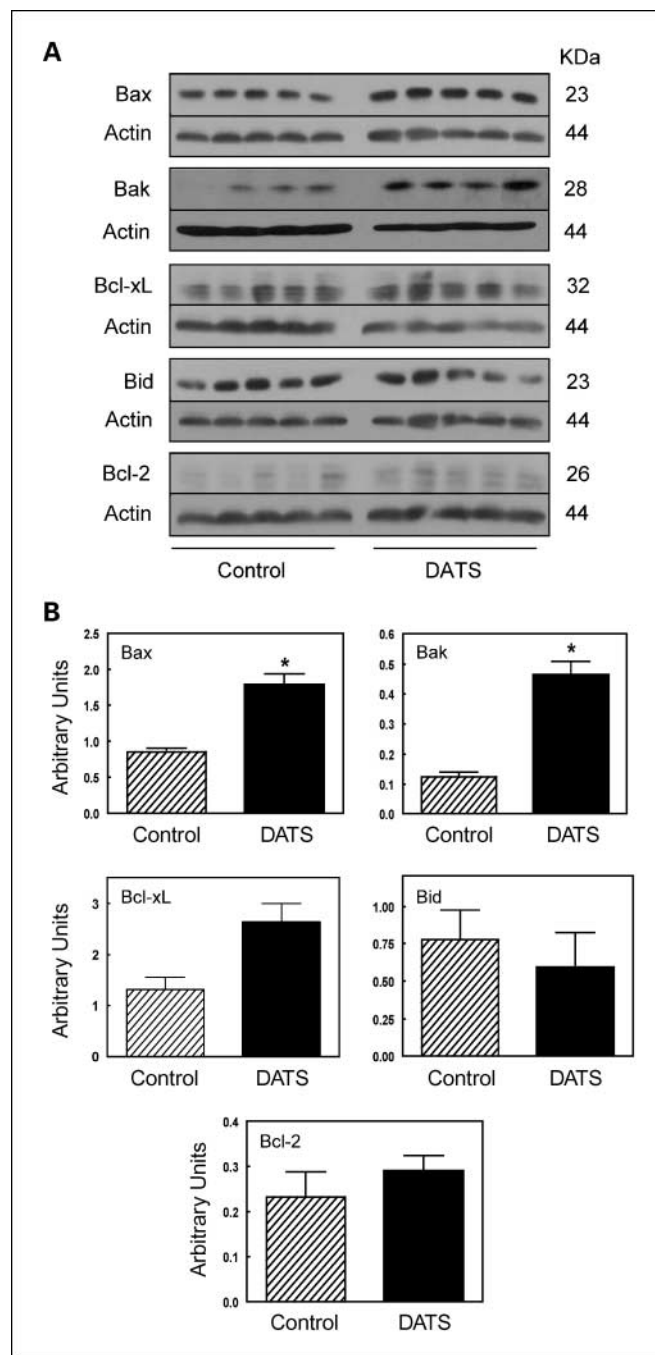 A
KDa
Bax 23
Actin 44
Bak 28
Actin 44
Bcl-xL 32
Actin 44
Bid 23
Actin 44
Bcl-2 26
Actin 44
Control DATS
B
Bax
Arbitrary Units
2.5
2.0
1.5
1.0
0.5
0.0
*
Control DATS
Bak
0.6
0.5
0.4
0.3
0.2
0.1
0.0
*
Control DATS
Bcl-xL
Arbitrary Units
3
2
1
0
Control DATS
Bid
1.00
0.75
0.50
0.25
0.00
Control DATS
Bcl-2
Arbitrary Units
0.4
0.3
0.2
0.1
0.0
Control DATS